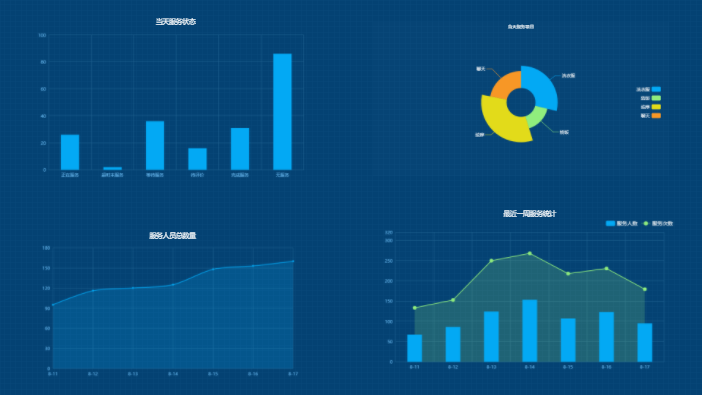 当天服务状态
100
80
60
40
20
0
正在服务
超时未服务
等待服务
待评价
完成服务
无服务
当天服务项目
聊天
洗衣服
做饭
洗衣服
做饭
聊天
服务人员总数量
180
150
120
90
60
30
0
8-11
8-12
8-13
8-14
8-15
8-16
8-17
最近一周服务统计
服务人数
服务次数
300
250
200
150
100
50
0
8-11
8-12
8-13
8-14
8-15
8-16
8-17